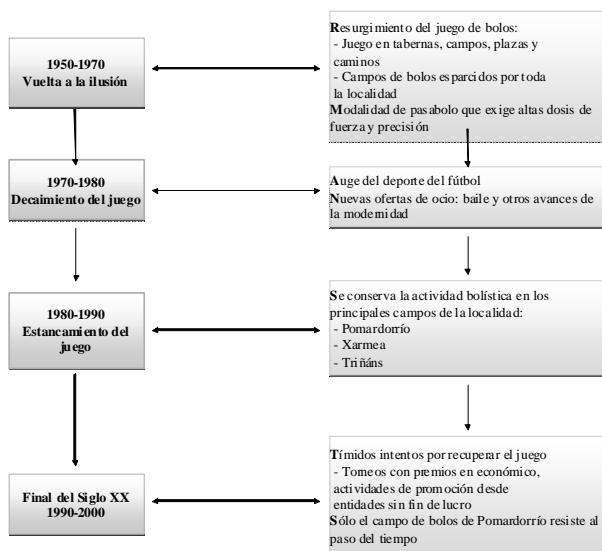 1950-1970
Vuelta a la ilusión
Resurgimiento del juego de bolos:
- Juego en tabernas, campos, plazas y
caminos
- Campos de bolos esparcidos por toda
la localidad
Modalidad de pasabolo que exige altas dosis de
fuerza y precisión
1970-1980
Decaimiento del juego
Auge del deporte del fútbol
Nuevas ofertas de ocio: baile y otros avances de
la modernidad
1980-1990
Estancamiento del
juego
Se conserva la actividad bolística en los
principales campos de la localidad:
- Pomardorrío
- Xarmea
- Triñáns
Final del Siglo XX
1990-2000
Tímidos intentos por recuperar el juego
- Torneos con premios en económico,
actividades de promoción desde
entidades sin fin de lucro
Sólo el campo de bolos de Pomardorrío resiste al
paso del tiempo